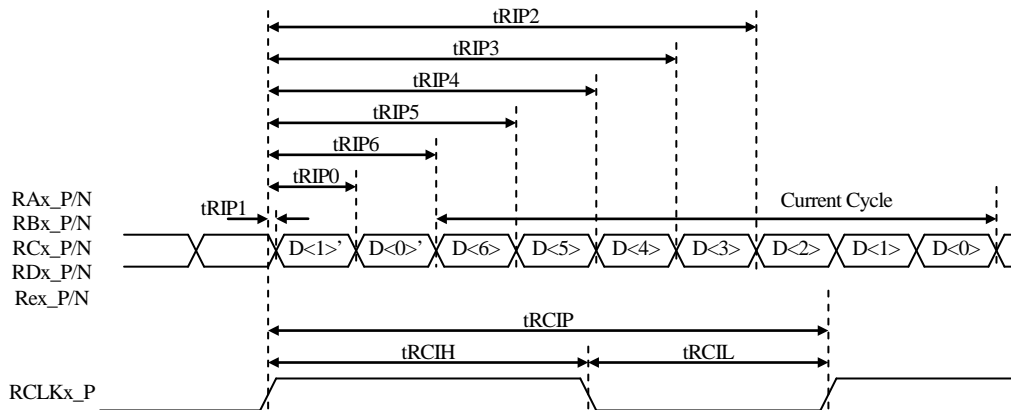 tRIP2
tRIP3
tRIP4
tRIP5
tRIP6
tRIP0
tRIP1
Current Cycle
RAx_P/N
RBx_P/N
RCx_P/N
RDx_P/N
Rex_P/N
D<1>’ D<0>’ D<6> D<5> D<4> D<3> D<2> D<1> D<0>
tRCIP
tRCIH tRCIL
RCLKx_P